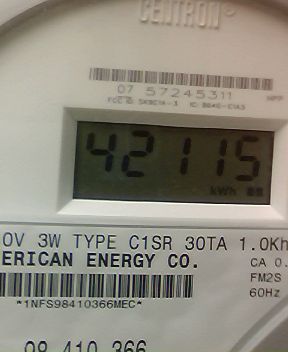 CENTRON®
07 57245311
42115
kWh
0V 3W TYPE C1SR 30TA 1.0Kh
ERICAN ENERGY CO.
CA 0.
FM2S
60Hz
*1NFS98410366MEC*
98 410 366